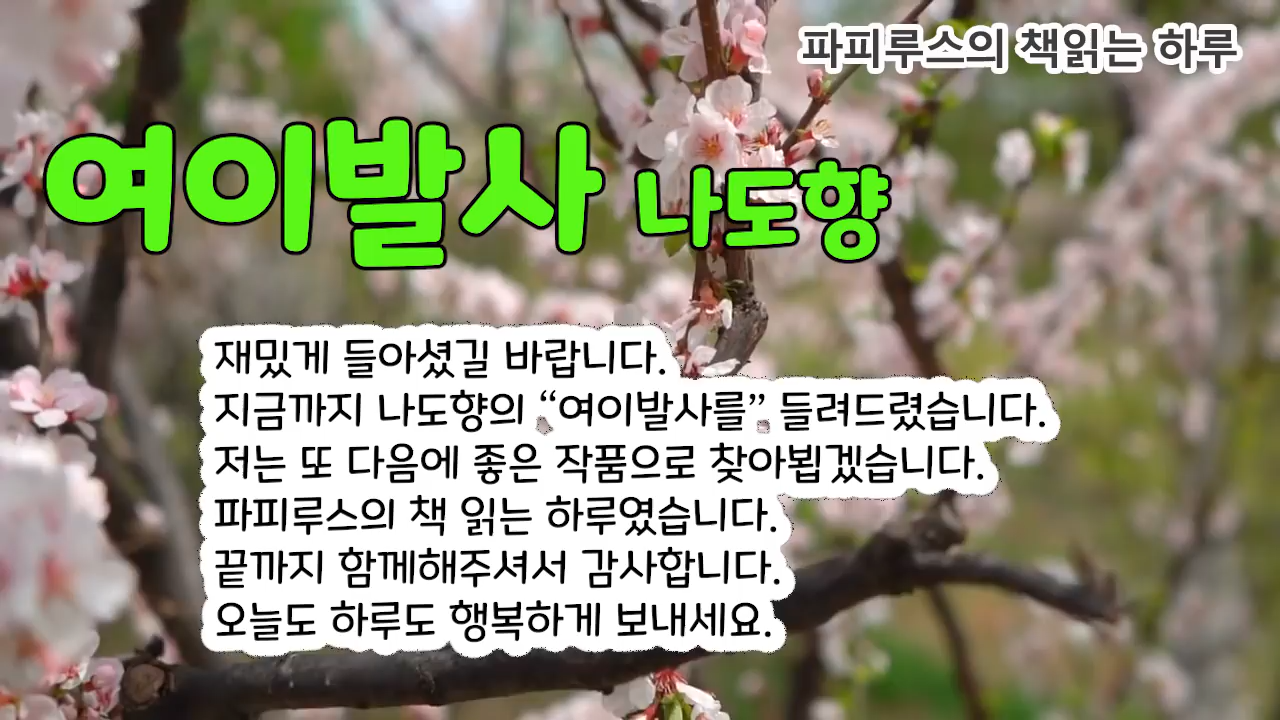 파피루스의 책읽는 하루
여이발사 나도향
재밌게 들아셨길 바랍니다.
지금까지 나도향의 “여이발사를” 들려드렸습니다.
저는 또 다음에 좋은 작품으로 찾아뵙겠습니다.
파피루스의 책 읽는 하루였습니다.
끝까지 함께해주셔서 감사합니다.
오늘도 하루도 행복하게 보내세요.